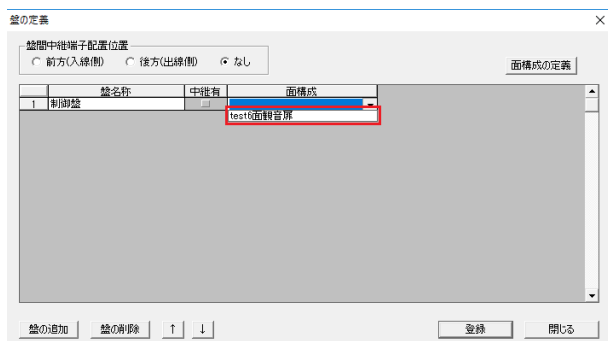 盤の定義
盤間中継端子配置位置
前方(入線側) 後方(出線側) なし
面構成の定義
盤名称 中継有 面構成
1 制御盤
test6面観音扉
盤の追加 盤の削除 ↑ ↓ 登録 閉じる